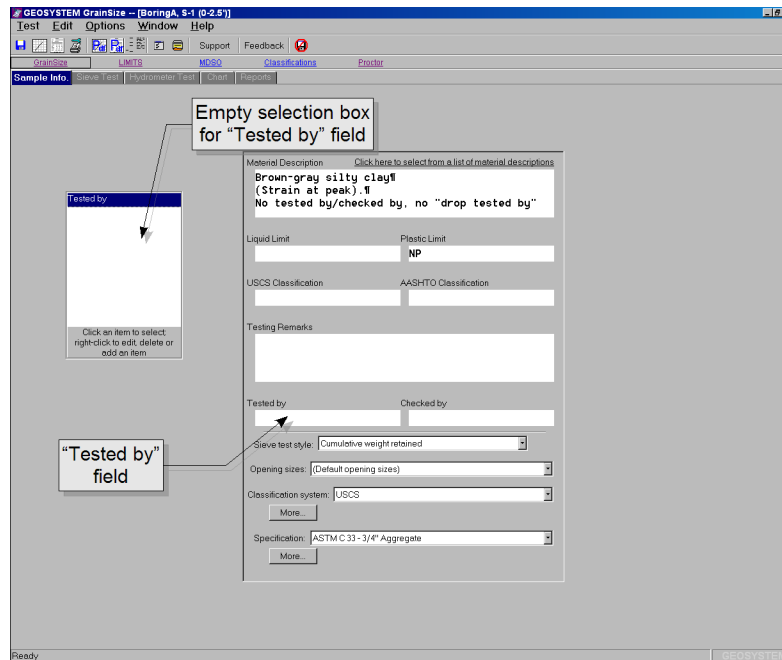 GEOSYSTEM GrainSize -- [BoringA, S-1 (0-2.5')]
Test Edit Options Window Help
Support Feedback
GrainSize LIMITS MDSO Classifications Proctor
Sample Info. Sieve Test Hydrometer Test Chart Reports
Empty selection box
for “Tested by” field
Material Description Click here to select from a list of material descriptions
Brown-gray silty clay¶
(Strain at peak).¶
No tested by/checked by, no "drop tested by"
Tested by
Click an item to select;
right-click to edit, delete or
add an item
Liquid Limit Plastic Limit
NP
USCS Classification AASHTO Classification
Testing Remarks
Tested by Checked by
“Tested by”
field
Sieve test style: Cumulative weight retained
Opening sizes: (Default opening sizes)
Classification system: USCS
More...
Specification: ASTM C 33 - 3/4" Aggregate
More...
Ready GEOSYSTEM